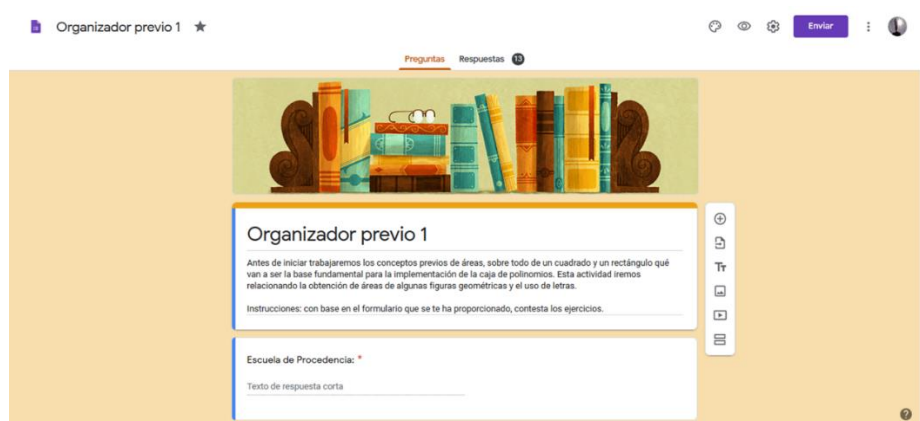 Organizador previo 1
Enviar
Preguntas Respuestas 13
Organizador previo 1
Antes de iniciar trabajaremos los conceptos previos de áreas, sobre todo de un cuadrado y un rectángulo qué
van a ser la base fundamental para la implementación de la caja de polinomios. Esta actividad iremos
relacionando la obtención de áreas de algunas figuras geométricas y el uso de letras.
Instrucciones: con base en el formulario que se te ha proporcionado, contesta los ejercicios.
Tт
Escuela de Procedencia: *
Texto de respuesta corta